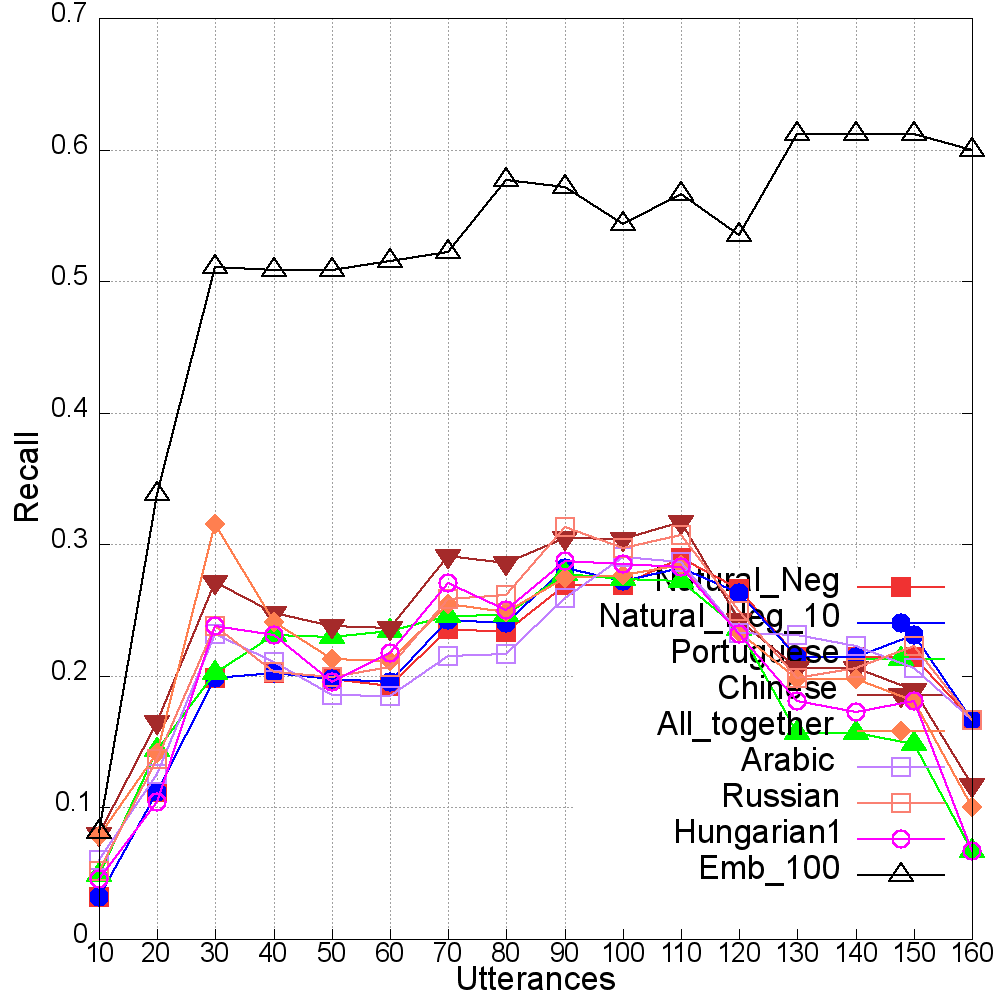 0.7
0.6
0.5
0.4
0.3
0.2
0.1
0
Recall
10 20 30 40 50 60 70 80 90 100 110 120 130 140 150 160
Utterances
Natural_Neg
Natural_Neg_10
Portuguese
Chinese
All_together
Arabic
Russian
Hungarian1
Emb_100